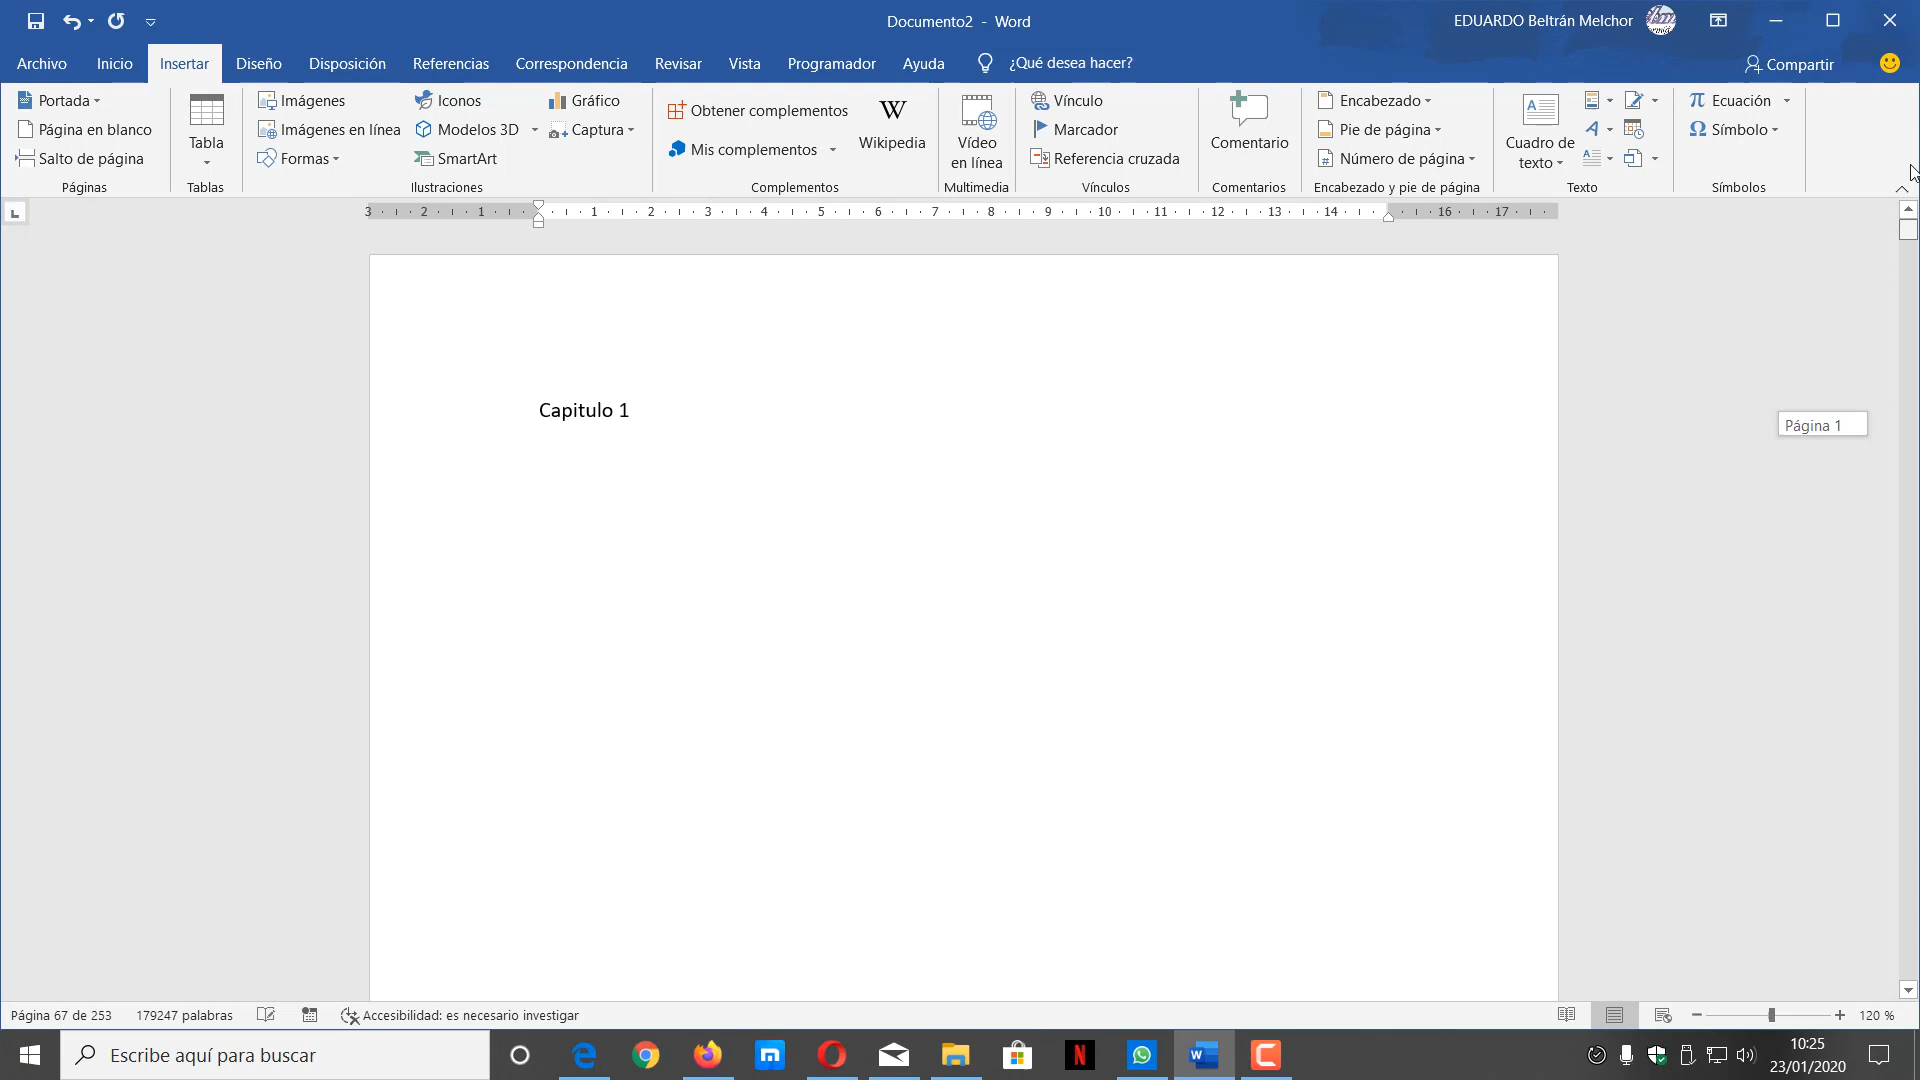 Documento2 - Word
EDUARDO Beltrán Melchor
Archivo
Inicio
Insertar
Diseño
Disposición
Referencias
Correspondencia
Revisar
Vista
Programador
Ayuda
¿Qué desea hacer?
Compartir
Portada
Página en blanco
Salto de página
Páginas
Tabla
Tablas
Imágenes
Imágenes en línea
Formas
Iconos
Modelos 3D
SmartArt
Gráfico
Captura
Ilustraciones
Obtener complementos
Mis complementos
W
Wikipedia
Complementos
Vídeo
en línea
Multimedia
Vínculo
Marcador
Referencia cruzada
Vínculos
Comentario
Comentarios
Encabezado
Pie de página
Número de página
Encabezado y pie de página
Cuadro de
texto
Texto
π Ecuación
Ω Símbolo
Símbolos
3 2 1 1 2 3 4 5 6 7 8 9 10 11 12 13 14 16 17
Capitulo 1
Página 1
Página 67 de 253
179247 palabras
Accesibilidad: es necesario investigar
120 %
Escribe aquí para buscar
10:25
23/01/2020